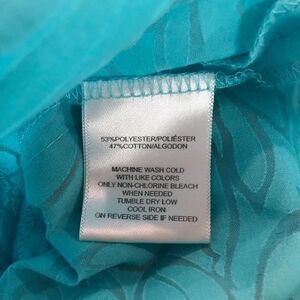 53%POLYESTER/POLIÉSTER
47%COTTON/ALGODON
MACHINE WASH COLD
WITH LIKE COLORS
ONLY NON-CHLORINE BLEACH
WHEN NEEDED
TUMBLE DRY LOW
COOL IRON
ON REVERSE SIDE IF NEEDED